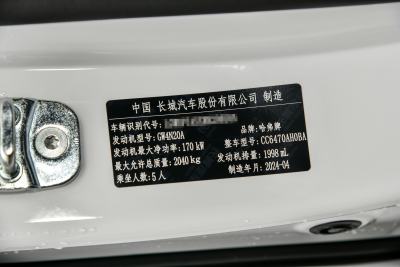 中国 长城汽车股份有限公司 制造
车辆识别代号:
发动机型号: GW4N20A 品牌: 哈弗牌
发动机最大净功率: 170 kW 整车型号: CC6470AH0BA
最大允许总质量: 2040 kg 发动机排量: 1998 mL
乘坐人数: 5 人 制造年月: 2024-04